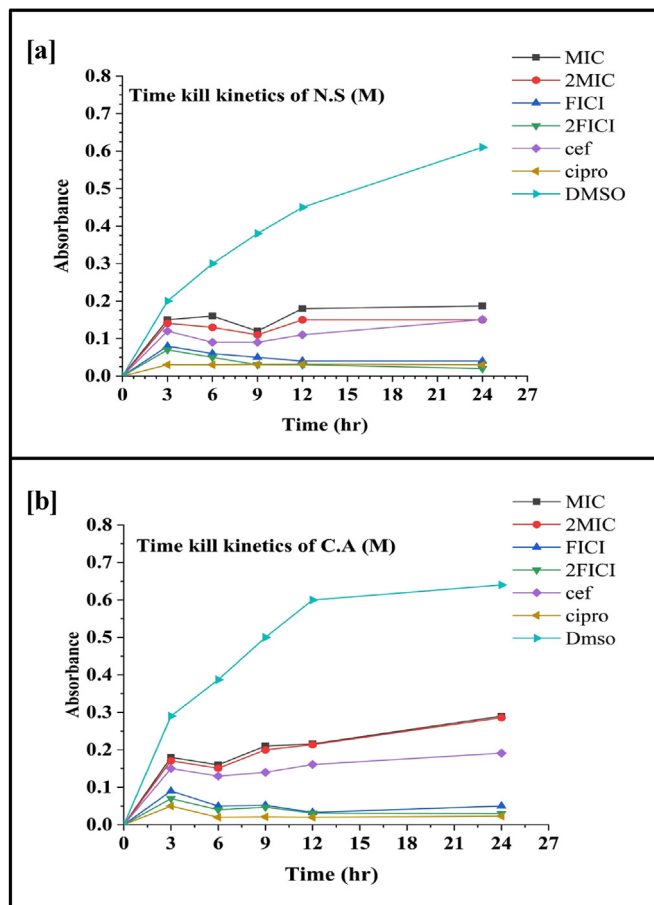 [a]
MIC
2MIC
FICI
2FICI
cef
cipro
DMSO
Time kill kinetics of N.S (M)
0.8
0.7
0.6
0.5
0.4
0.3
0.2
0.1
0.0
Absorbance
0 3 6 9 12 15 18 21 24 27
Time (hr)
[b]
MIC
2MIC
FICI
2FICI
cef
cipro
Dmso
Time kill kinetics of C.A (M)
0.8
0.7
0.6
0.5
0.4
0.3
0.2
0.1
0.0
Absorbance
0 3 6 9 12 15 18 21 24 27
Time (hr)